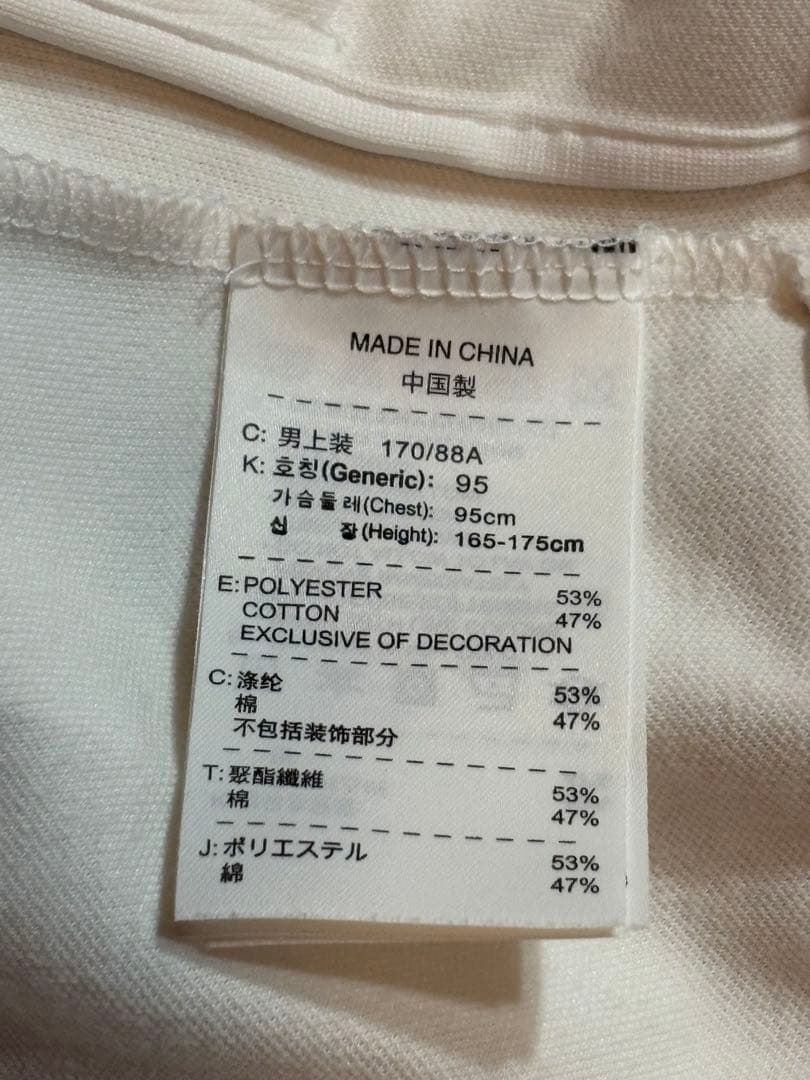 MADE IN CHINA
中国製
C: 男上装 170/88A
K: 호칭(Generic): 95
가슴둘레(Chest): 95cm
신 장(Height): 165-175cm
E: POLYESTER 53%
COTTON 47%
EXCLUSIVE OF DECORATION
C: 涤纶 53%
棉 47%
不包括装饰部分
T: 聚酯纖維 53%
棉 47%
J: ポリエステル 53%
綿 47%